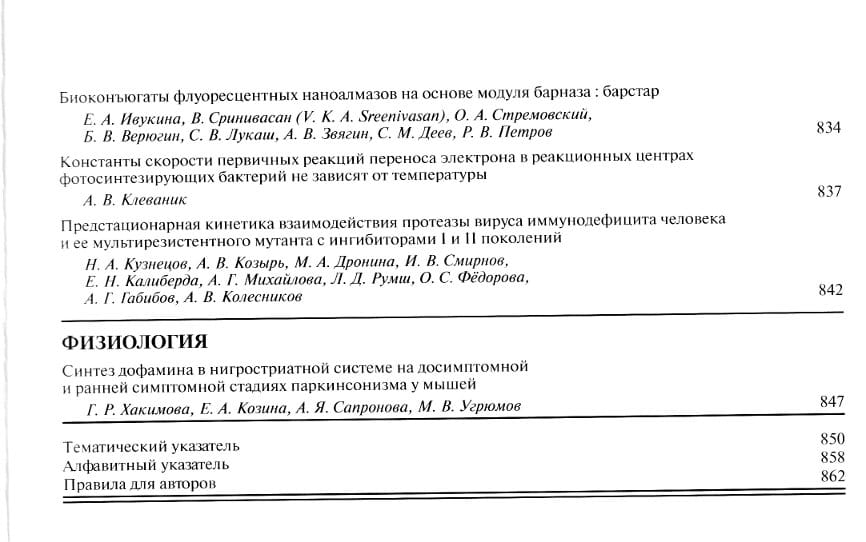 Биоконъюгаты флуоресцентных наноалмазов на основе модуля барназа : барстар
Е. А. Ивукина, В. Сринивасан (V. K. A. Sreenivasan), О. А. Стремовский,
Б. В. Верюгин, С. В. Лукаш, А. В. Звягин, С. М. Деев, Р. В. Петров 834
Константы скорости первичных реакций переноса электрона в реакционных центрах
фотосинтезирующих бактерий не зависят от температуры
А. В. Клеваник 837
Предстационарная кинетика взаимодействия протеазы вируса иммунодефицита человека
и ее мультирезистентного мутанта с ингибиторами I и II поколений
Н. А. Кузнецов, А. В. Козырь, М. А. Дронина, И. В. Смирнов,
Е. Н. Калиберда, А. Г. Михайлова, Л. Д. Румш, О. С. Фёдорова,
А. Г. Габибов, А. В. Колесников 842
ФИЗИОЛОГИЯ
Синтез дофамина в нигростриатной системе на досимптомной
и ранней симптомной стадиях паркинсонизма у мышей
Г. Р. Хакимова, Е. А. Козина, А. Я. Сапронова, М. В. Угрюмов 847
Тематический указатель 850
Алфавитный указатель 858
Правила для авторов 862